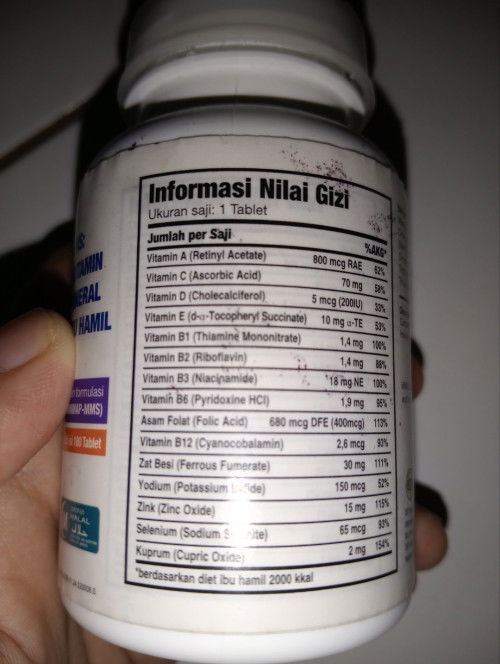 Informasi Nilai Gizi
Ukuran saji: 1 Tablet
Jumlah per Saji %AKG*
Vitamin A (Retinyl Acetate) 800 mcg RAE 62%
Vitamin C (Ascorbic Acid) 70 mg 58%
Vitamin D (Cholecalciferol) 5 mcg (200IU) 33%
Vitamin E (d-α-Tocopheryl Succinate) 10 mg α-TE 53%
Vitamin B1 (Thiamine Mononitrate) 1,4 mg 100%
Vitamin B2 (Riboflavin) 1,4 mg 88%
Vitamin B3 (Niacinamide) 18 mg NE 100%
Vitamin B6 (Pyridoxine HCl) 1,9 mg 95%
Asam Folat (Folic Acid) 680 mcg DFE (400mcg) 113%
Vitamin B12 (Cyanocobalamin) 2,6 mcg 93%
Zat Besi (Ferrous Fumarate) 30 mg 111%
Yodium (Potassium 150 mcg 52%
Zink (Zinc Oxide) 15 mg 115%
Selenium (Sodium 65 mcg 93%
Kuprum (Cupric Oxide) 2 mg 154%
*berdasarkan diet ibu hamil 2000 kkal
HAMIL
formulasi
MMS)
100 Tablet
HALAL